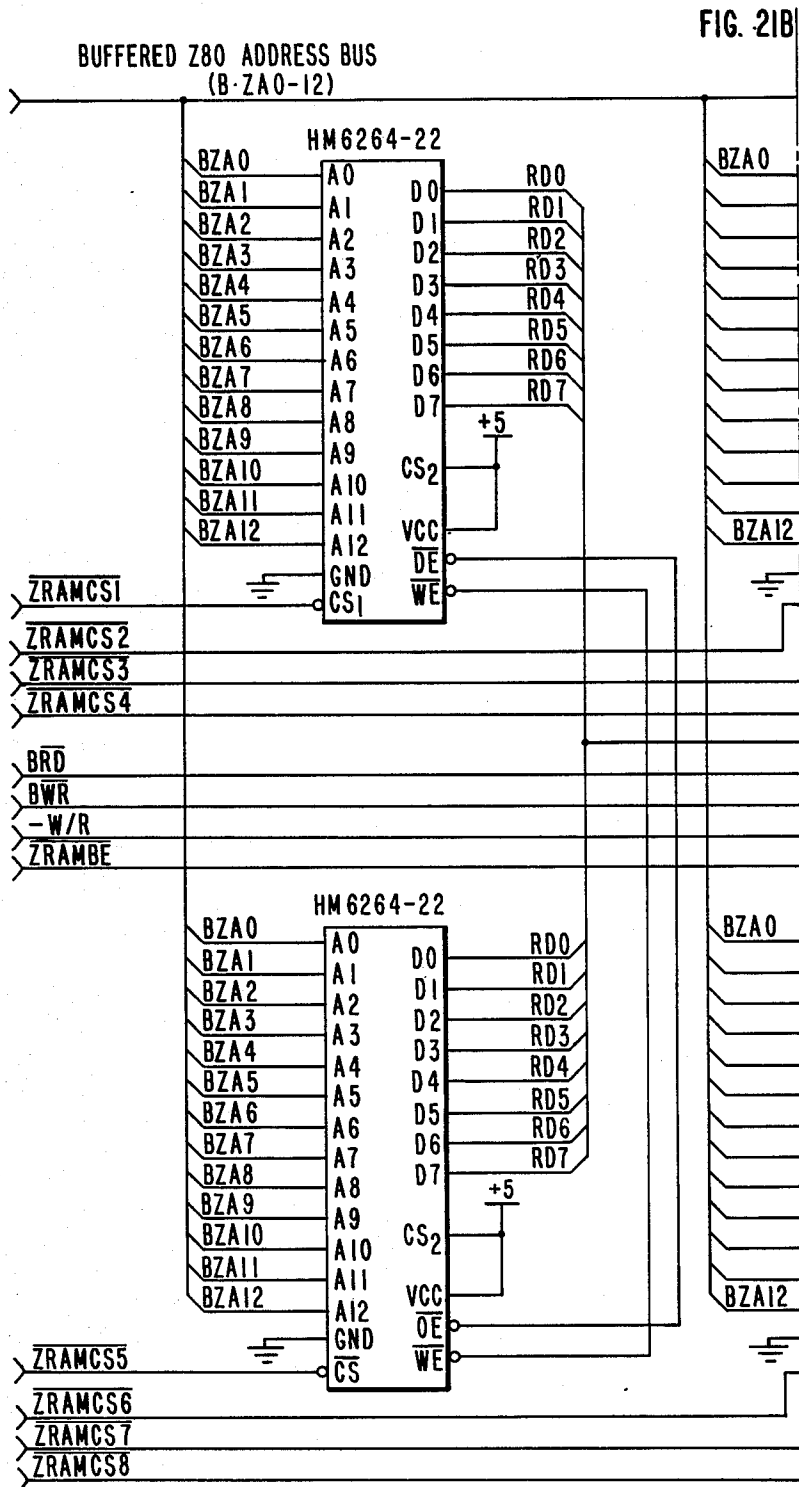 FIG. 21B
BUFFERED Z80 ADDRESS BUS
(B·ZA0-12)
HM6264-22
BZA0 A0 D0 RD0 BZA0
BZA1 A1 D1 RD1
BZA2 A2 D2 RD2
BZA3 A3 D3 RD3
BZA4 A4 D4 RD4
BZA5 A5 D5 RD5
BZA6 A6 D6 RD6
BZA7 A7 D7 RD7
BZA8 A8 +5
BZA9 A9 CS2
BZA10 A10
BZA11 A11 VCC
BZA12 A12 DE BZA12
GND WE
ZRAMCS1 CS1
ZRAMCS2
ZRAMCS3
ZRAMCS4
BRD
BWR
-W/R
ZRAMBE
HM6264-22
BZA0 A0 D0 RD0 BZA0
BZA1 A1 D1 RD1
BZA2 A2 D2 RD2
BZA3 A3 D3 RD3
BZA4 A4 D4 RD4
BZA5 A5 D5 RD5
BZA6 A6 D6 RD6
BZA7 A7 D7 RD7
BZA8 A8 +5
BZA9 A9 CS2
BZA10 A10
BZA11 A11 VCC
BZA12 A12 OE BZA12
GND WE
ZRAMCS5 CS
ZRAMCS6
ZRAMCS7
ZRAMCS8